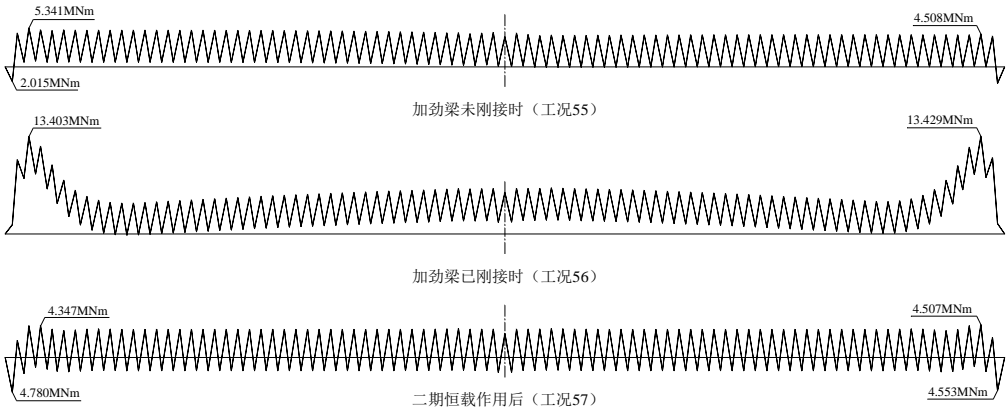 5.341MNm
4.508MNm
2.015MNm
加劲梁未刚接时（工况55）
13.403MNm
13.429MNm
加劲梁已刚接时（工况56）
4.347MNm
4.507MNm
4.780MNm
4.553MNm
二期恒载作用后（工况57）